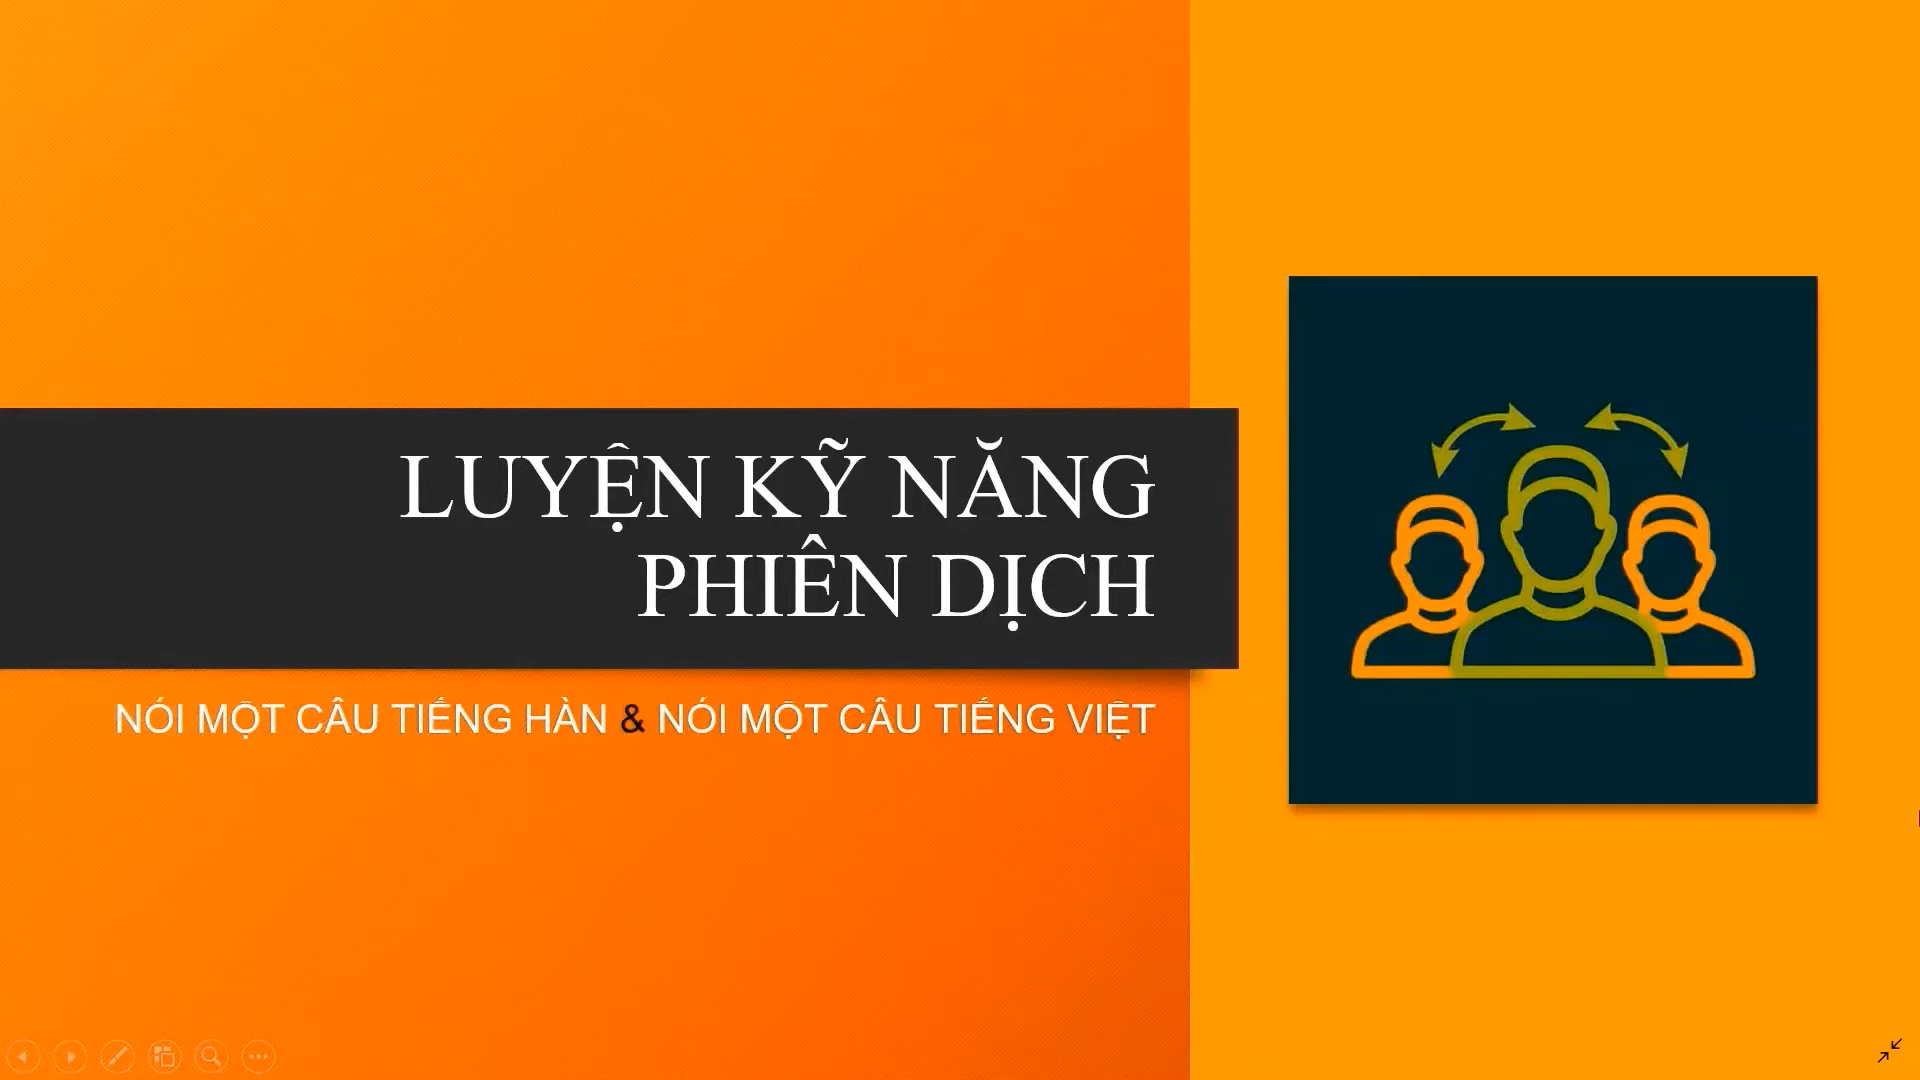 LUYỆN KỸ NĂNG
PHIÊN DỊCH
NÓI MỘT CÂU TIẾNG HÀN & NÓI MỘT CÂU TIẾNG VIỆT